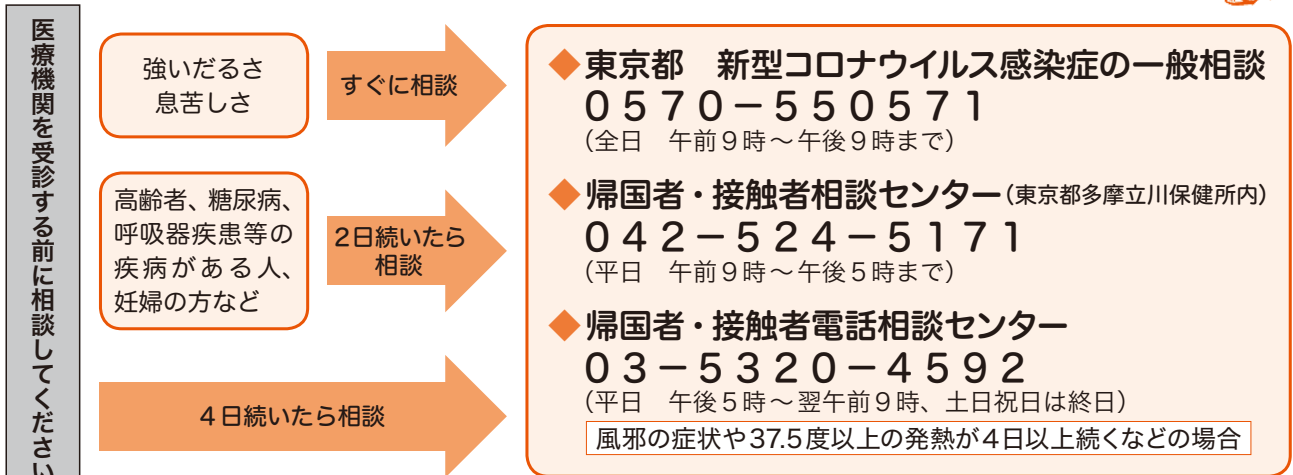 医療機関を受診する前に相談してください
強いだるさ
息苦しさ
すぐに相談
高齢者、糖尿病、
呼吸器疾患等の
疾病がある人、
妊婦の方など
2日続いたら
相談
4日続いたら相談
◆東京都　新型コロナウイルス感染症の一般相談
0570－550571
（全日　午前9時～午後9時まで）
◆帰国者・接触者相談センター（東京都多摩立川保健所内）
042－524－5171
（平日　午前9時～午後5時まで）
◆帰国者・接触者電話相談センター
03－5320－4592
（平日　午後5時～翌午前9時、土日祝日は終日）
風邪の症状や37.5度以上の発熱が4日以上続くなどの場合